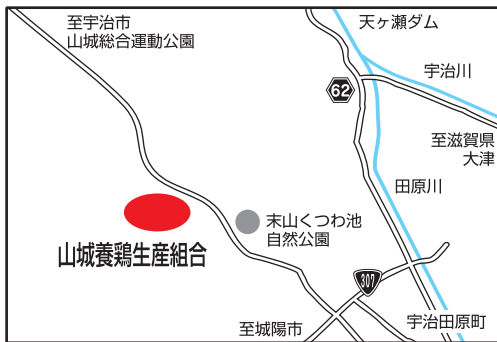 至宇治市
山城総合運動公園
天ヶ瀬ダム
宇治川
62
至滋賀県
大津
田原川
末山くつわ池
自然公園
山城養鶏生産組合
307
宇治田原町
至城陽市